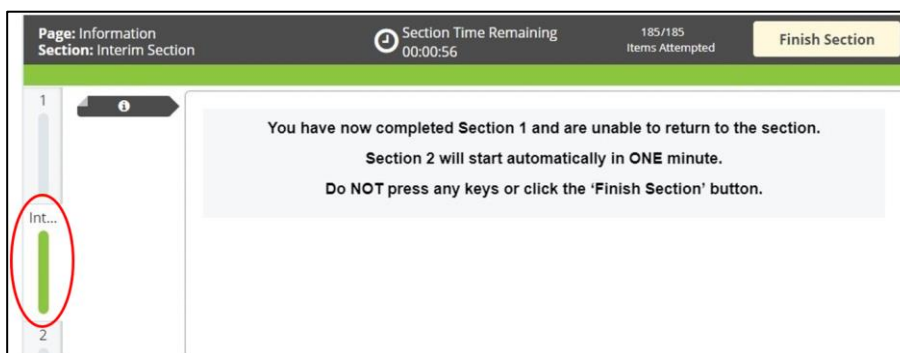 Page: Information
Section: Interim Section
Section Time Remaining
00:00:56
185/185
Items Attempted
Finish Section
1
i
You have now completed Section 1 and are unable to return to the section.
Section 2 will start automatically in ONE minute.
Do NOT press any keys or click the ‘Finish Section’ button.
Int...
2